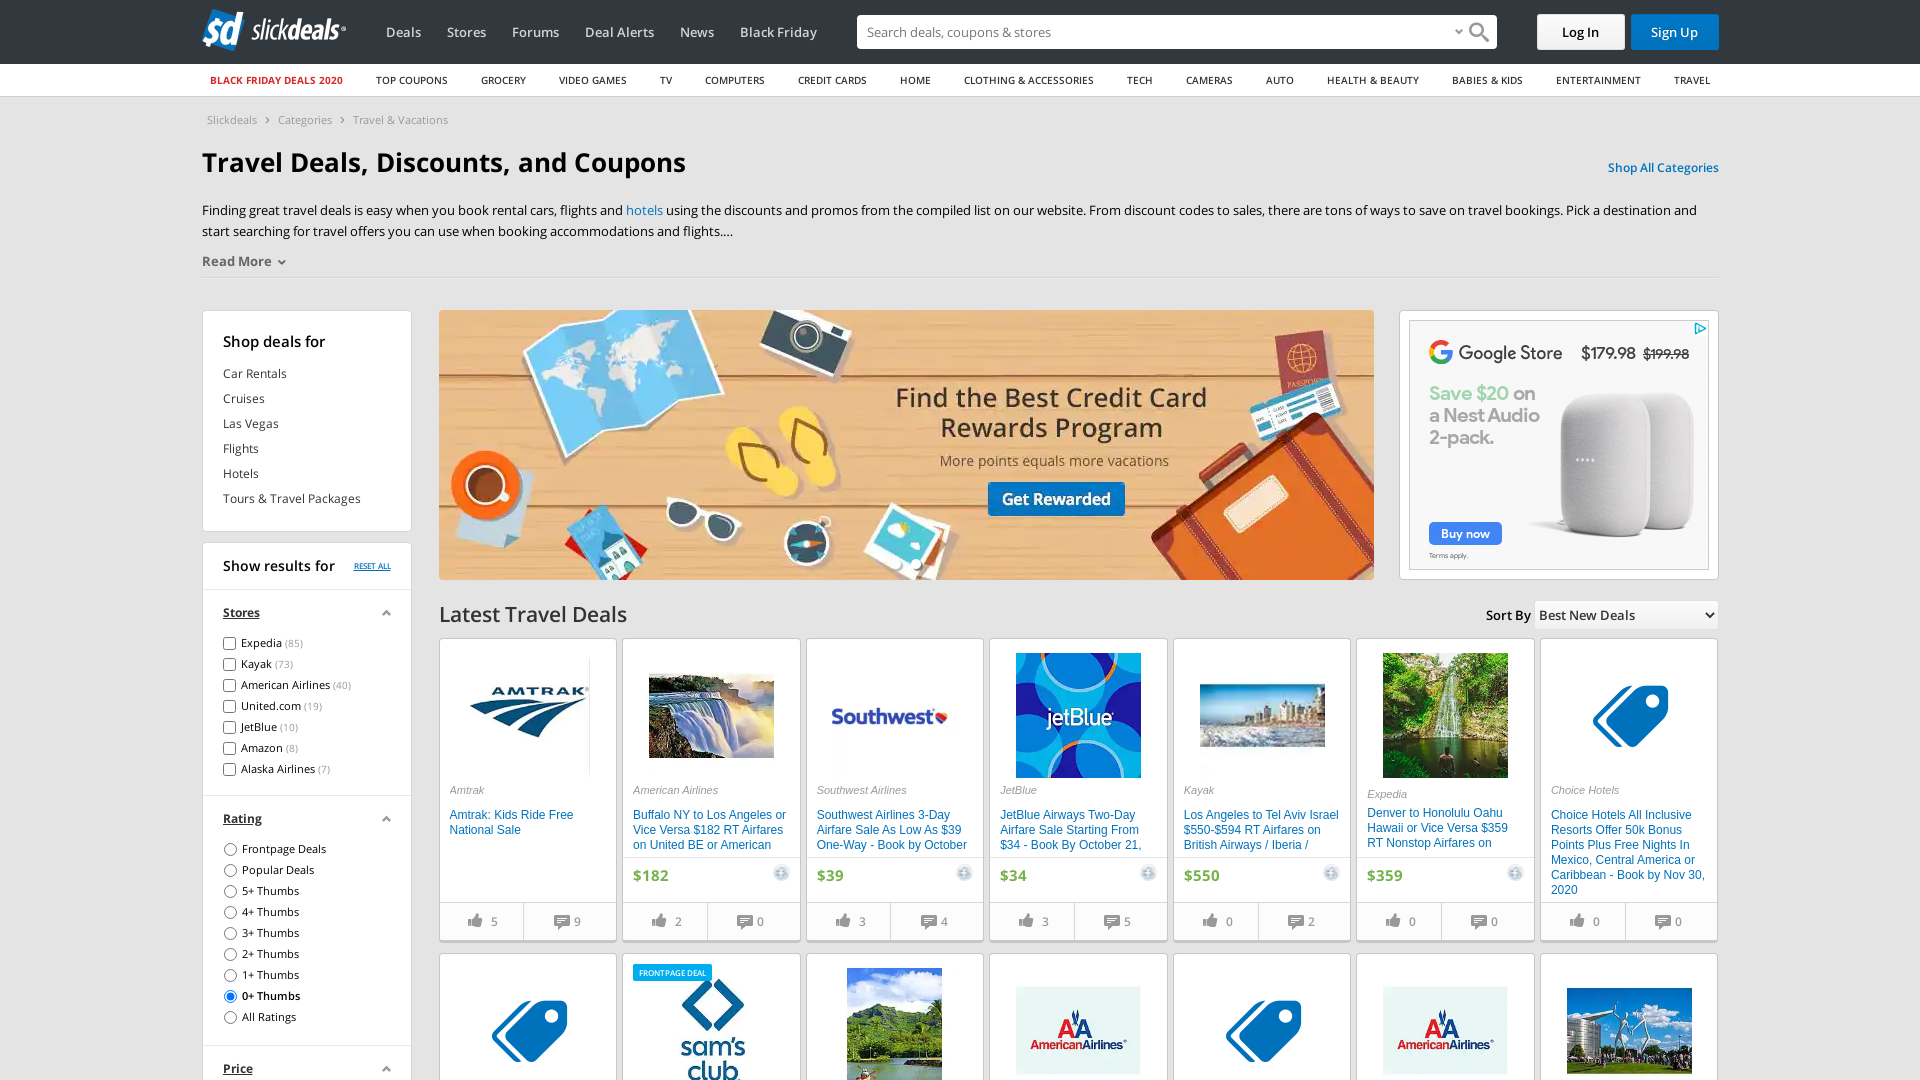 sd slickdeals
Deals
Stores
Forums
Deal Alerts
News
Black Friday
Search deals, coupons & shops
Log In
Sign Up
BLACK FRIDAY DEALS 2020
TOP COUPONS
GROCERY
VIDEO GAMES
TV
COMPUTERS
CREDIT CARDS
HOME
CLOTHING & ACCESSORIES
TECH
CAMERAS
AUTO
HEALTH & BEAUTY
BABIES & KIDS
ENTERTAINMENT
TRAVEL
Slickdeals > Categories > Travel & Vacations
Travel Deals, Discounts, and Coupons
Shop All Categories
Finding great travel deals is easy when you book rental cars, flights and hotels using the discounts and promos from the compiled list on our website. From discount codes to sales, there are tons of ways to save on travel bookings. Pick a destination and
start searching for travel offers you can use when booking accommodations and flights....
Read More
Shop deals for
Car Rentals
Cruises
Las Vegas
Flights
Hotels
Tours & Travel Packages
Show results for
RESET ALL
Stores
Expedia (85)
Kayak (73)
American Airlines (40)
United.com (19)
JetBlue (10)
Amazon (8)
Alaska Airlines (7)
Rating
Frontpage Deals
Popular Deals
5+ Thumbs
4+ Thumbs
3+ Thumbs
2+ Thumbs
1+ Thumbs
0+ Thumbs
All Ratings
Price
PASSPORT
Find the Best Credit Card
Rewards Program
More points equals more vacations
Get Rewarded
Google Store
$179.98 $199.98
Save $20 on
a Nest Audio
2-pack.
Buy now
Terms apply.
Latest Travel Deals
Sort By Best New Deals
AMTRAK
Amtrak
Amtrak: Kids Ride Free
National Sale
5
9
American Airlines
Buffalo NY to Los Angeles or
Vice Versa $182 RT Airfares
on United BE or American
$182
2
0
Southwest
Southwest Airlines
Southwest Airlines 3-Day
Airfare Sale As Low As $39
One-Way - Book by October
$39
3
4
jetBlue
JetBlue
JetBlue Airways Two-Day
Airfare Sale Starting From
$34 - Book By October 21,
$34
3
5
Kayak
Los Angeles to Tel Aviv Israel
$550-$594 RT Airfares on
British Airways / Iberia /
$550
0
2
Expedia
Denver to Honolulu Oahu
Hawaii or Vice Versa $359
RT Nonstop Airfares on
$359
0
0
Choice Hotels
Choice Hotels All Inclusive
Resorts Offer 50k Bonus
Points Plus Free Nights In
Mexico, Central America or
Caribbean - Book by Nov 30,
2020
0
0
FRONTPAGE DEAL
sam's
club.
AmericanAirlines
AmericanAirlines